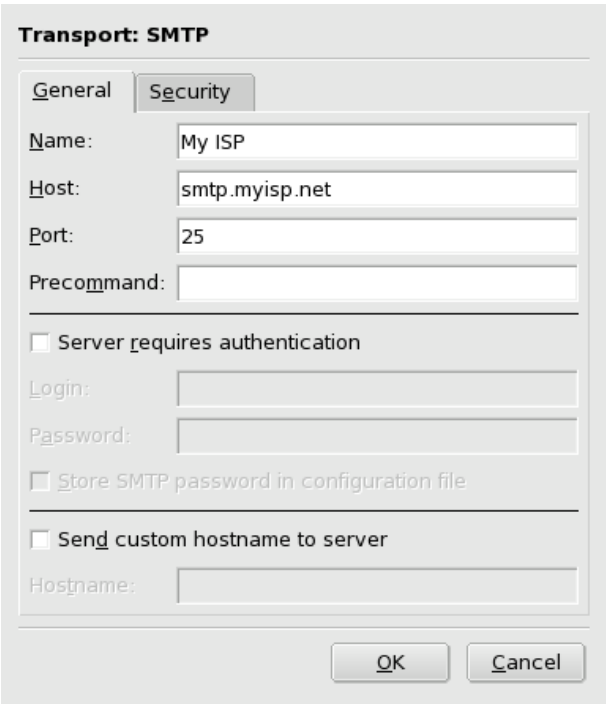 Transport: SMTP
General Security
Name: My ISP
Host: smtp.myisp.net
Port: 25
Precommand:
Server requires authentication
Login:
Password:
Store SMTP password in configuration file
Send custom hostname to server
Hostname:
OK Cancel